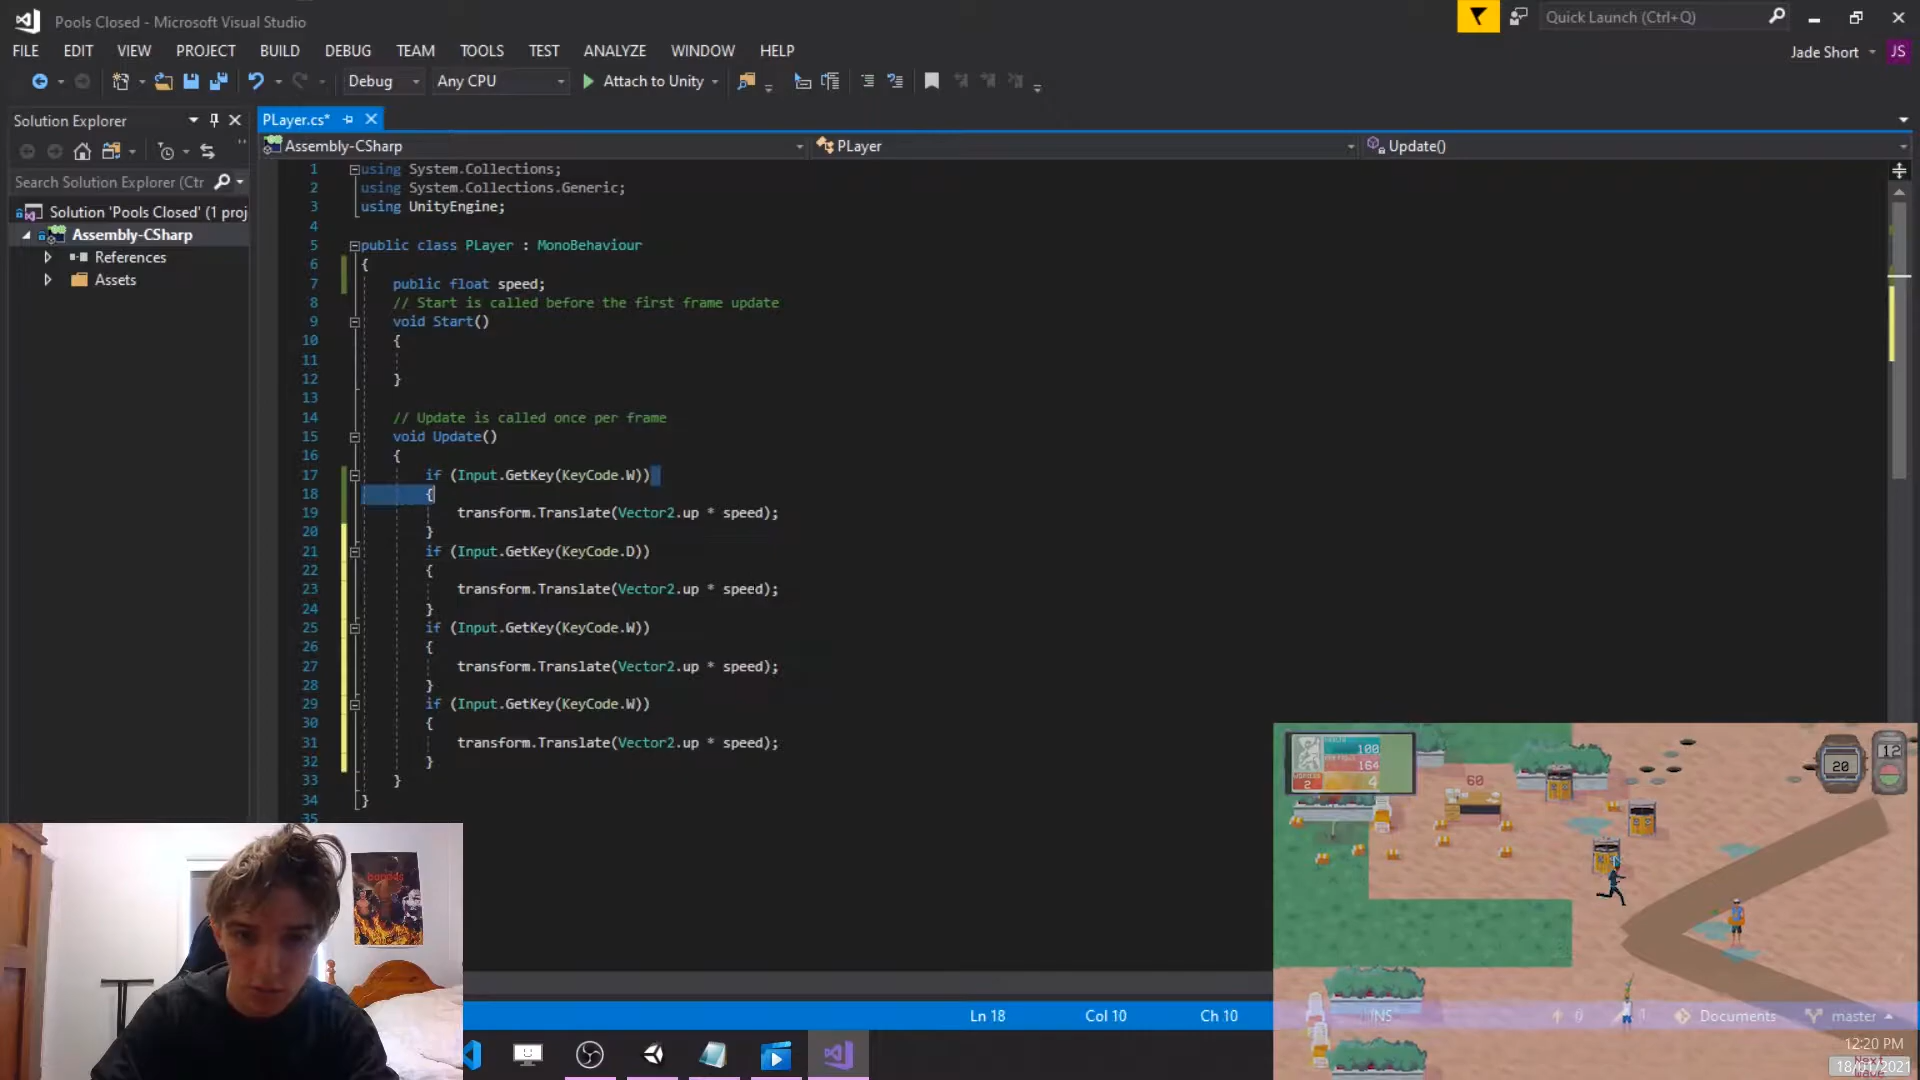 Pools Closed - Microsoft Visual Studio
Quick Launch (Ctrl+Q)
FILE EDIT VIEW PROJECT BUILD DEBUG TEAM TOOLS TEST ANALYZE WINDOW HELP
Jade Short JS
Debug Any CPU Attach to Unity
Solution Explorer
PLayer.cs*
Assembly-CSharp PLayer Update()
Search Solution Explorer (Ctr
Solution 'Pools Closed' (1 proj
Assembly-CSharp
References
Assets
1 using System.Collections;
2 using System.Collections.Generic;
3 using UnityEngine;
4
5 public class PLayer : MonoBehaviour
6 {
7 public float speed;
8 // Start is called before the first frame update
9 void Start()
10 {
11
12 }
13
14 // Update is called once per frame
15 void Update()
16 {
17 if (Input.GetKey(KeyCode.W))
18 {
19 transform.Translate(Vector2.up * speed);
20 }
21 if (Input.GetKey(KeyCode.D))
22 {
23 transform.Translate(Vector2.up * speed);
24 }
25 if (Input.GetKey(KeyCode.W))
26 {
27 transform.Translate(Vector2.up * speed);
28 }
29 if (Input.GetKey(KeyCode.W))
30 {
31 transform.Translate(Vector2.up * speed);
32 }
33 }
34 }
35
100
164
2 4
60
20
12
Ln 18 Col 10 Ch 10 INS 0 1 Documents master
12:20 PM
18/01/2021